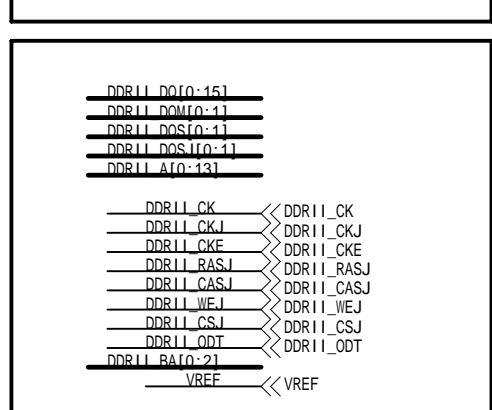 DDRII_DQ[0:15]
DDRII_DQM[0:1]
DDRII_DQS[0:1]
DDRII_DQSJ[0:1]
DDRII_A[0:13]
DDRII_CK DDRII_CK
DDRII_CKJ DDRII_CKJ
DDRII_CKE DDRII_CKE
DDRII_RASJ DDRII_RASJ
DDRII_CASJ DDRII_CASJ
DDRII_WEJ DDRII_WEJ
DDRII_CSJ DDRII_CSJ
DDRII_ODT DDRII_ODT
DDRII_BA[0:2]
VREF VREF